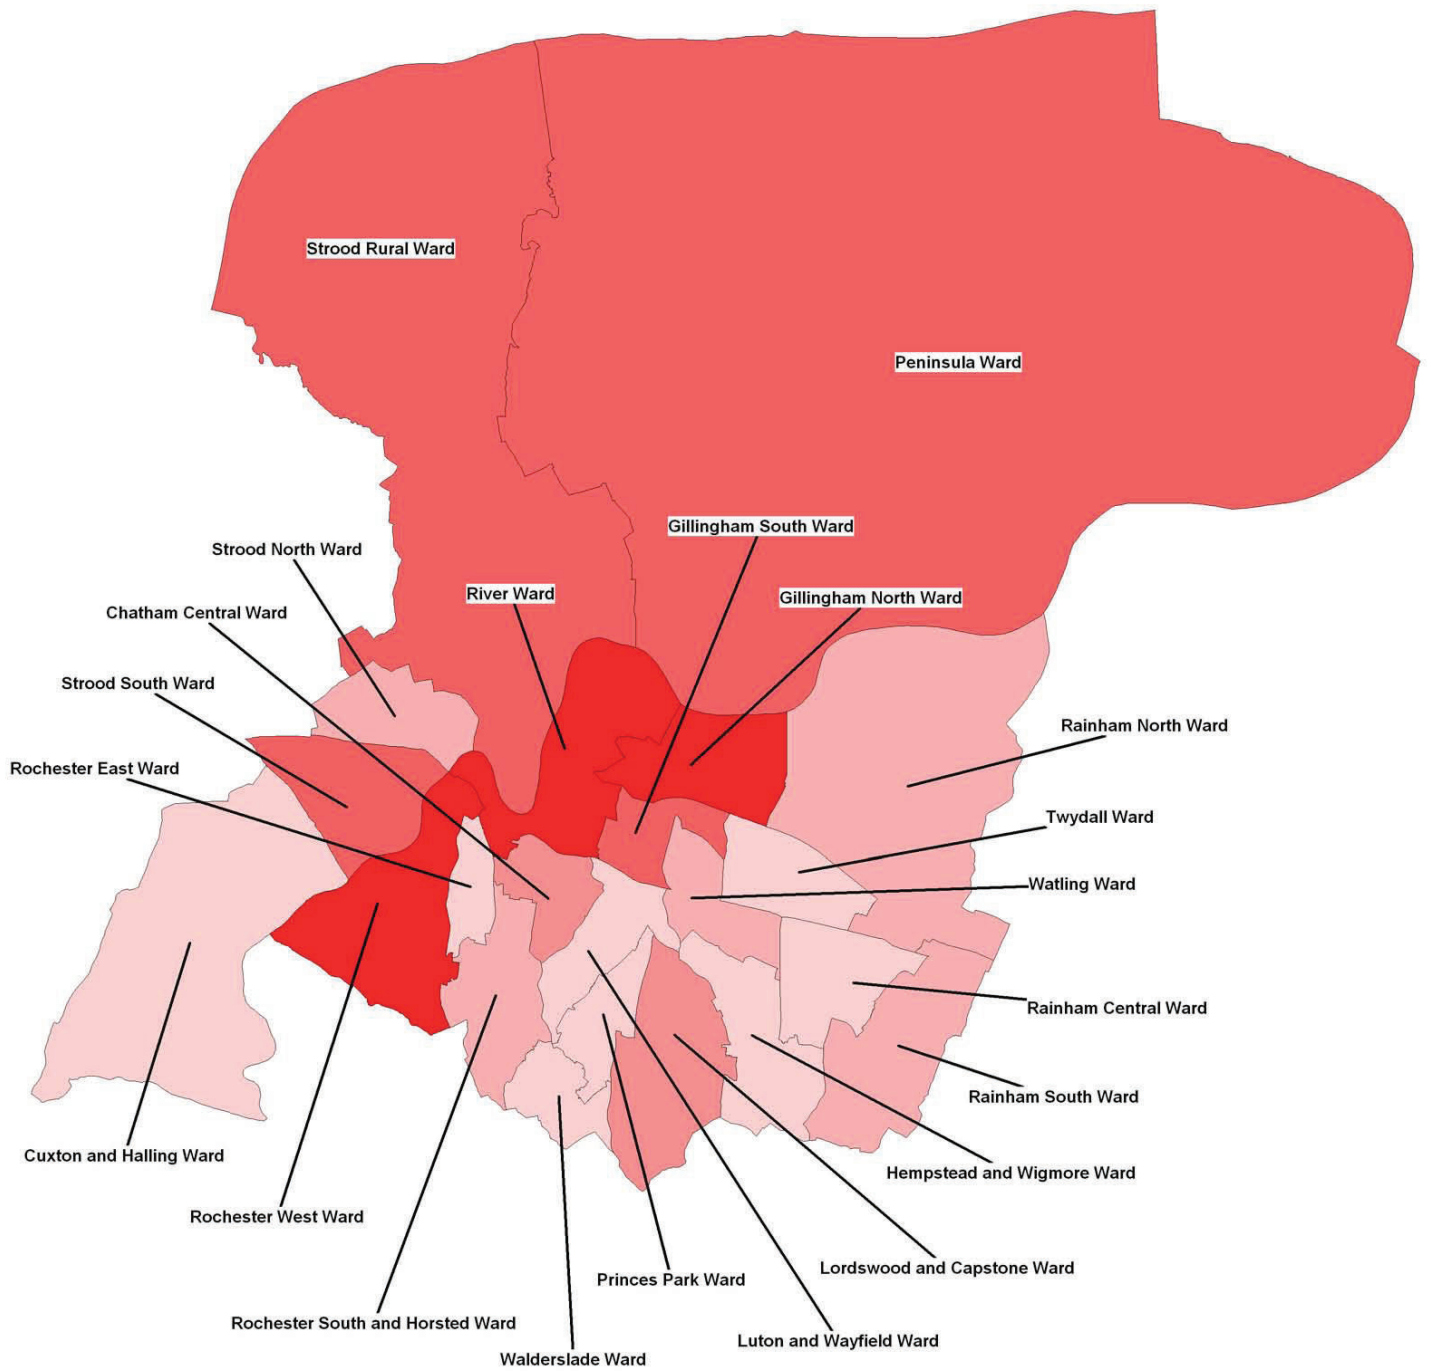 Strood Rural Ward
Peninsula Ward
Gillingham South Ward
Strood North Ward
River Ward
Gillingham North Ward
Chatham Central Ward
Strood South Ward
Rainham North Ward
Rochester East Ward
Twydall Ward
Watling Ward
Rainham Central Ward
Rainham South Ward
Cuxton and Halling Ward
Hempstead and Wigmore Ward
Rochester West Ward
Lordswood and Capstone Ward
Princes Park Ward
Rochester South and Horsted Ward
Luton and Wayfield Ward
Walderslade Ward